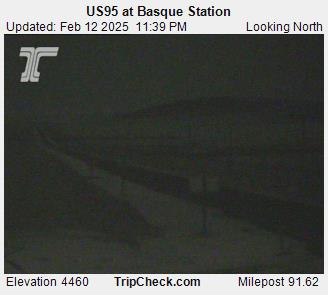 US95 at Basque Station
Updated: Feb 12 2025 11:39 PM Looking North
Elevation 4460 TripCheck.com Milepost 91.62